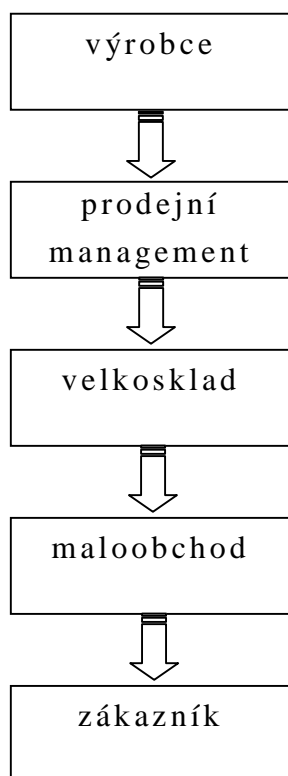 výrobce
prodejní
management
velkosklad
maloobchod
zákazník